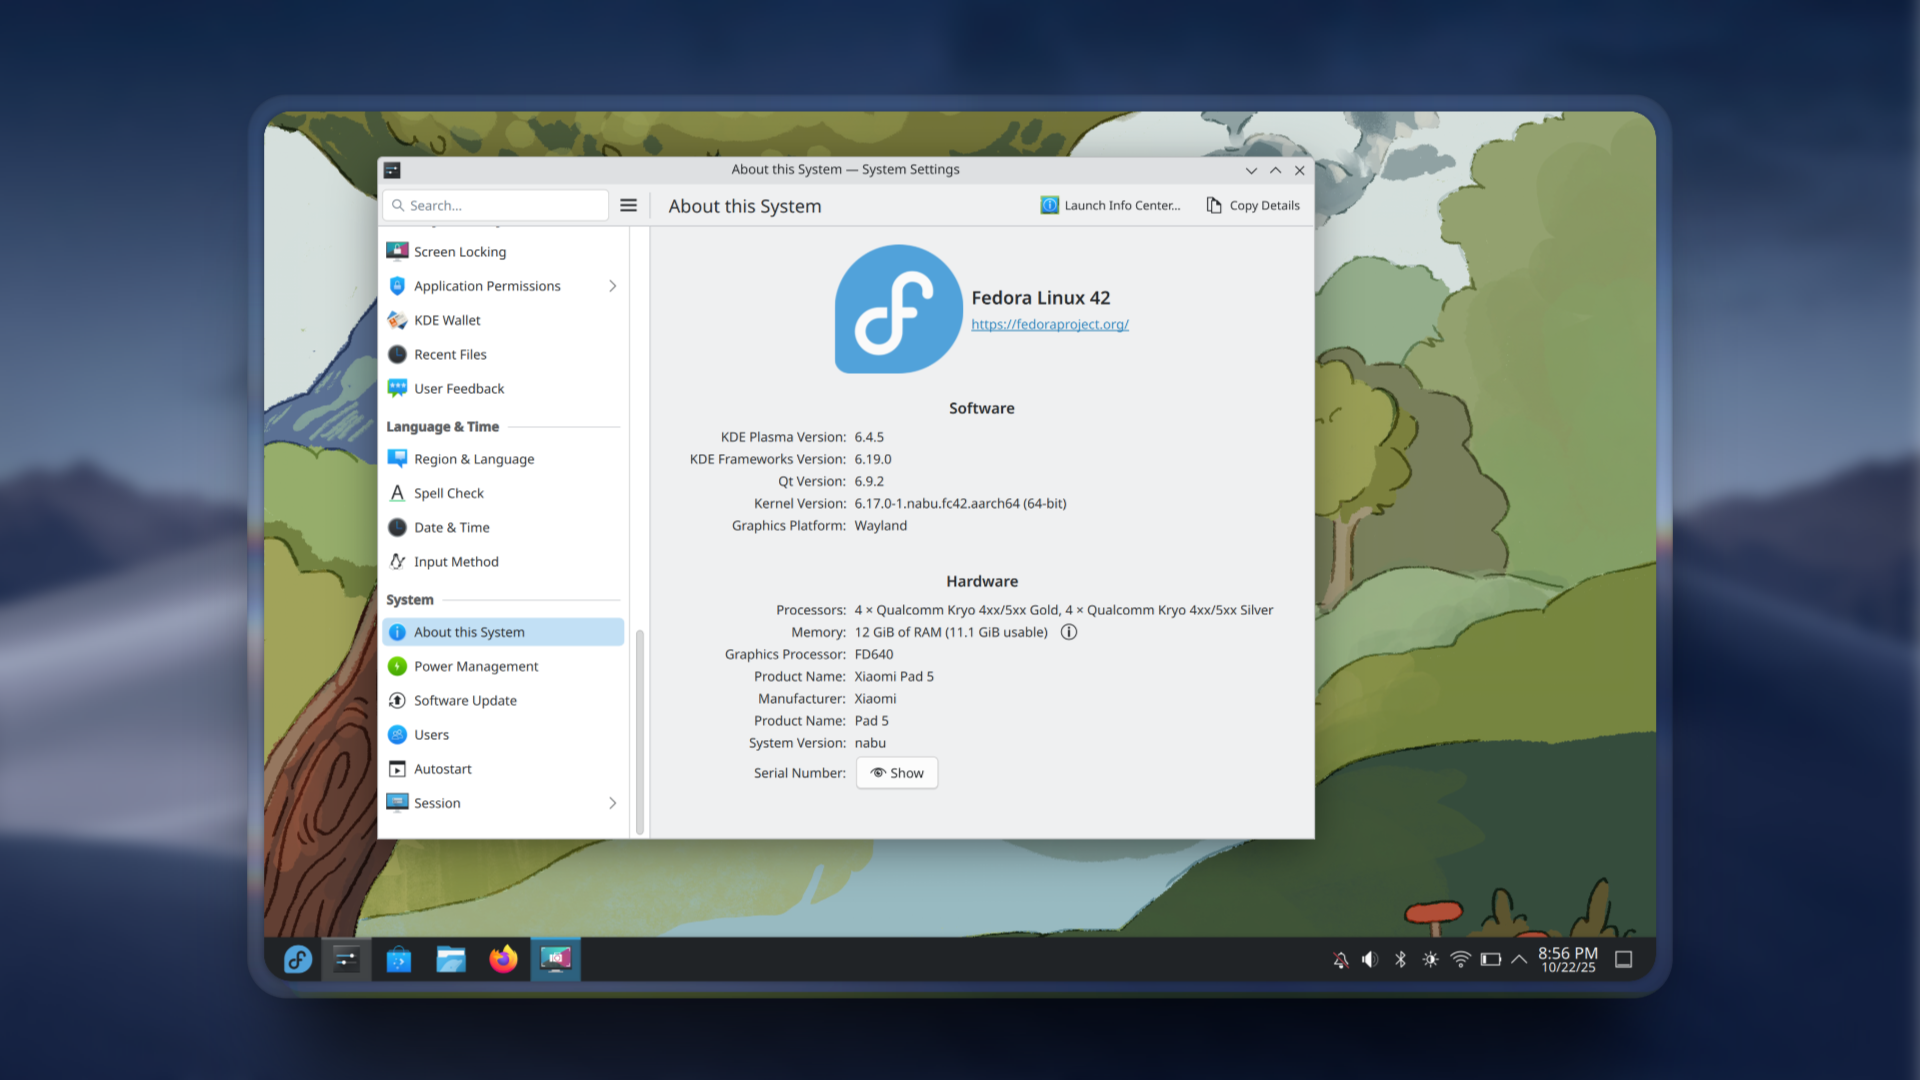 About this System — System Settings
Search...
About this System
Launch Info Center...
Copy Details
Screen Locking
Application Permissions
KDE Wallet
Recent Files
User Feedback
Language & Time
Region & Language
Spell Check
Date & Time
Input Method
System
About this System
Power Management
Software Update
Users
Autostart
Session
Fedora Linux 42
https://fedoraproject.org/
Software
KDE Plasma Version: 6.4.5
KDE Frameworks Version: 6.19.0
Qt Version: 6.9.2
Kernel Version: 6.17.0-1.nabu.fc42.aarch64 (64-bit)
Graphics Platform: Wayland
Hardware
Processors: 4 × Qualcomm Kryo 4xx/5xx Gold, 4 × Qualcomm Kryo 4xx/5xx Silver
Memory: 12 GiB of RAM (11.1 GiB usable)
Graphics Processor: FD640
Product Name: Xiaomi Pad 5
Manufacturer: Xiaomi
Product Name: Pad 5
System Version: nabu
Serial Number: Show
8:56 PM
10/22/25